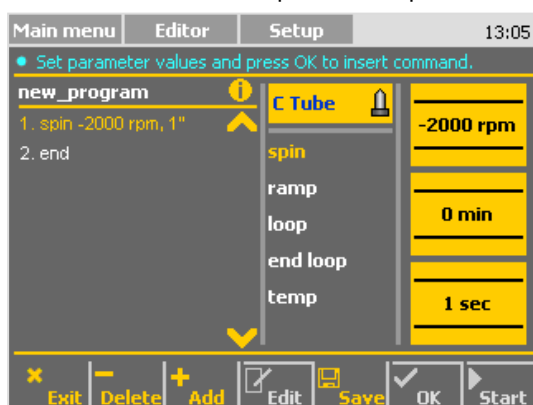 Main menu Editor Setup 13:05
• Set parameter values and press OK to insert command.
new_program i
1. spin -2000 rpm, 1"
2. end
C Tube
spin
ramp
loop
end loop
temp
-2000 rpm
0 min
1 sec
Exit Delete Add Edit Save OK Start